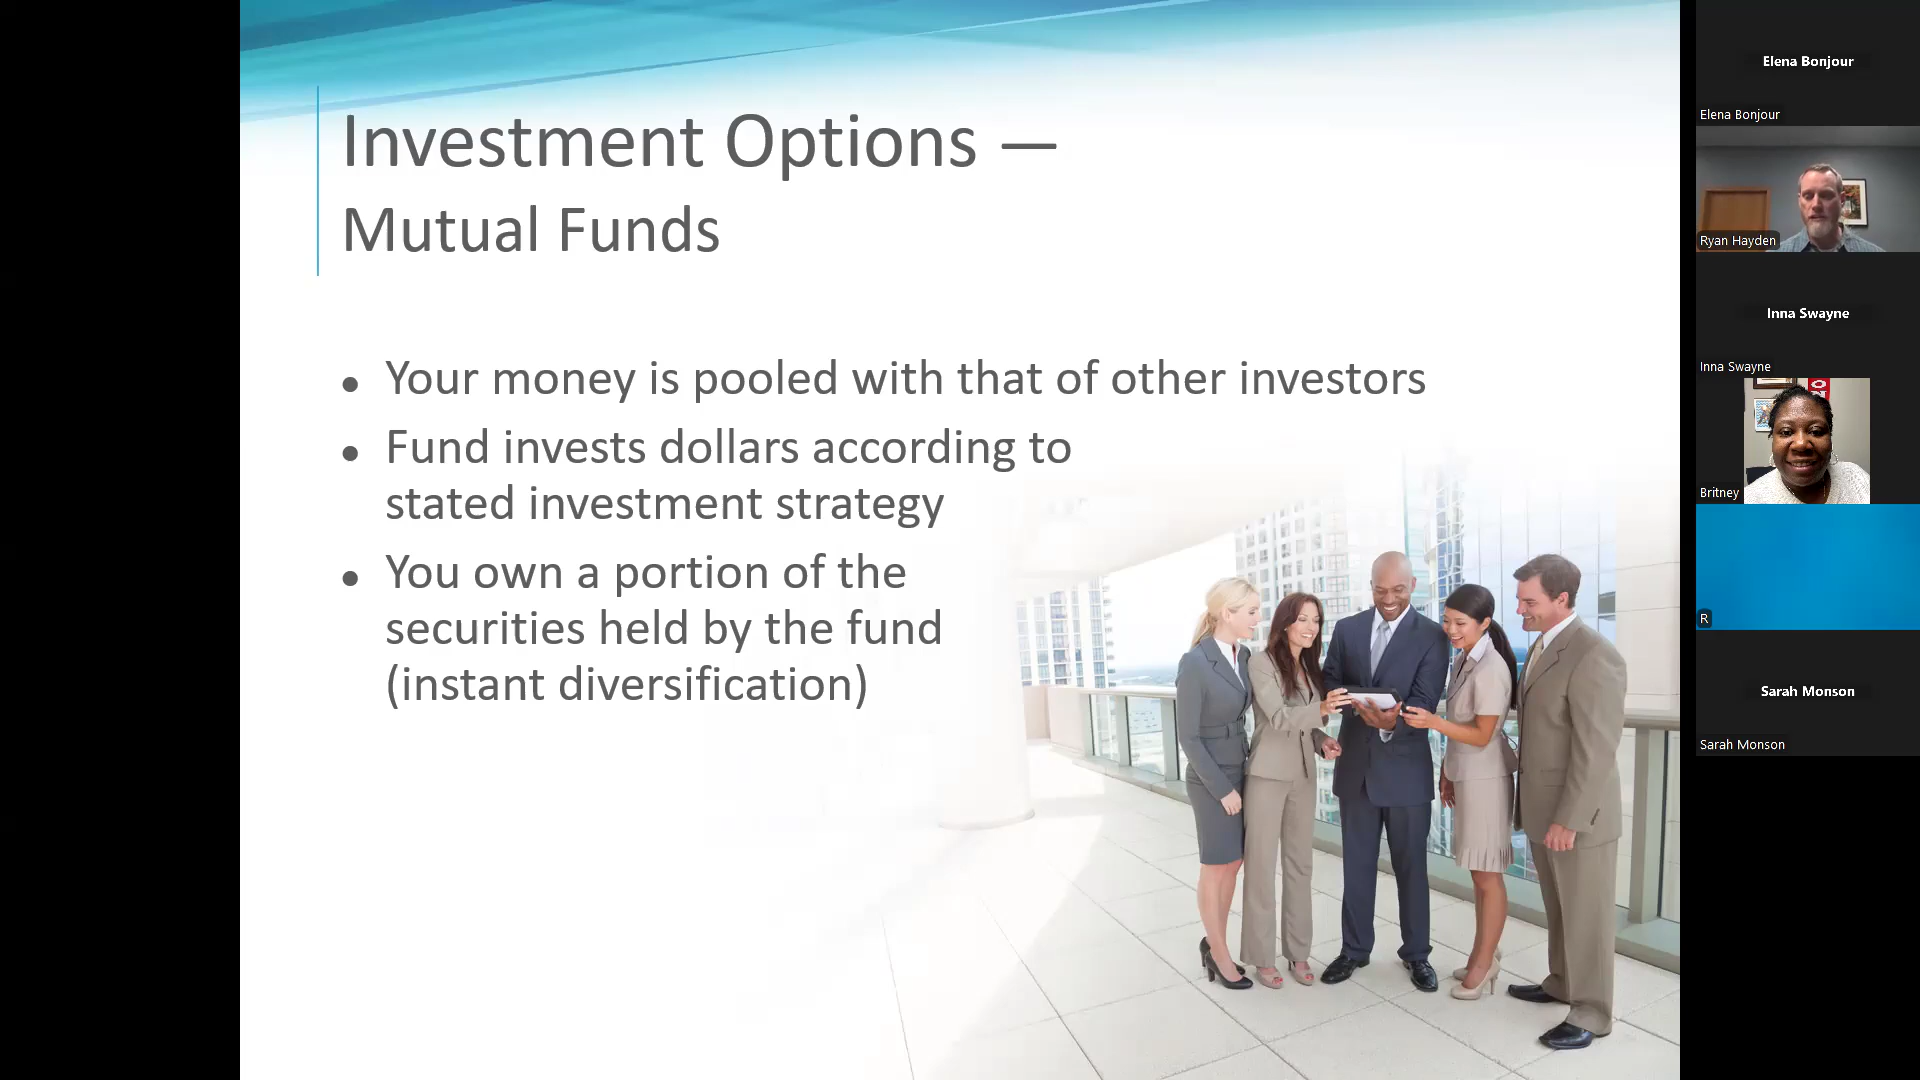 Investment Options —
Mutual Funds
• Your money is pooled with that of other investors
• Fund invests dollars according to
stated investment strategy
• You own a portion of the
securities held by the fund
(instant diversification)
Elena Bonjour
Elena Bonjour
Ryan Hayden
Inna Swayne
Inna Swayne
Britney
R
Sarah Monson
Sarah Monson